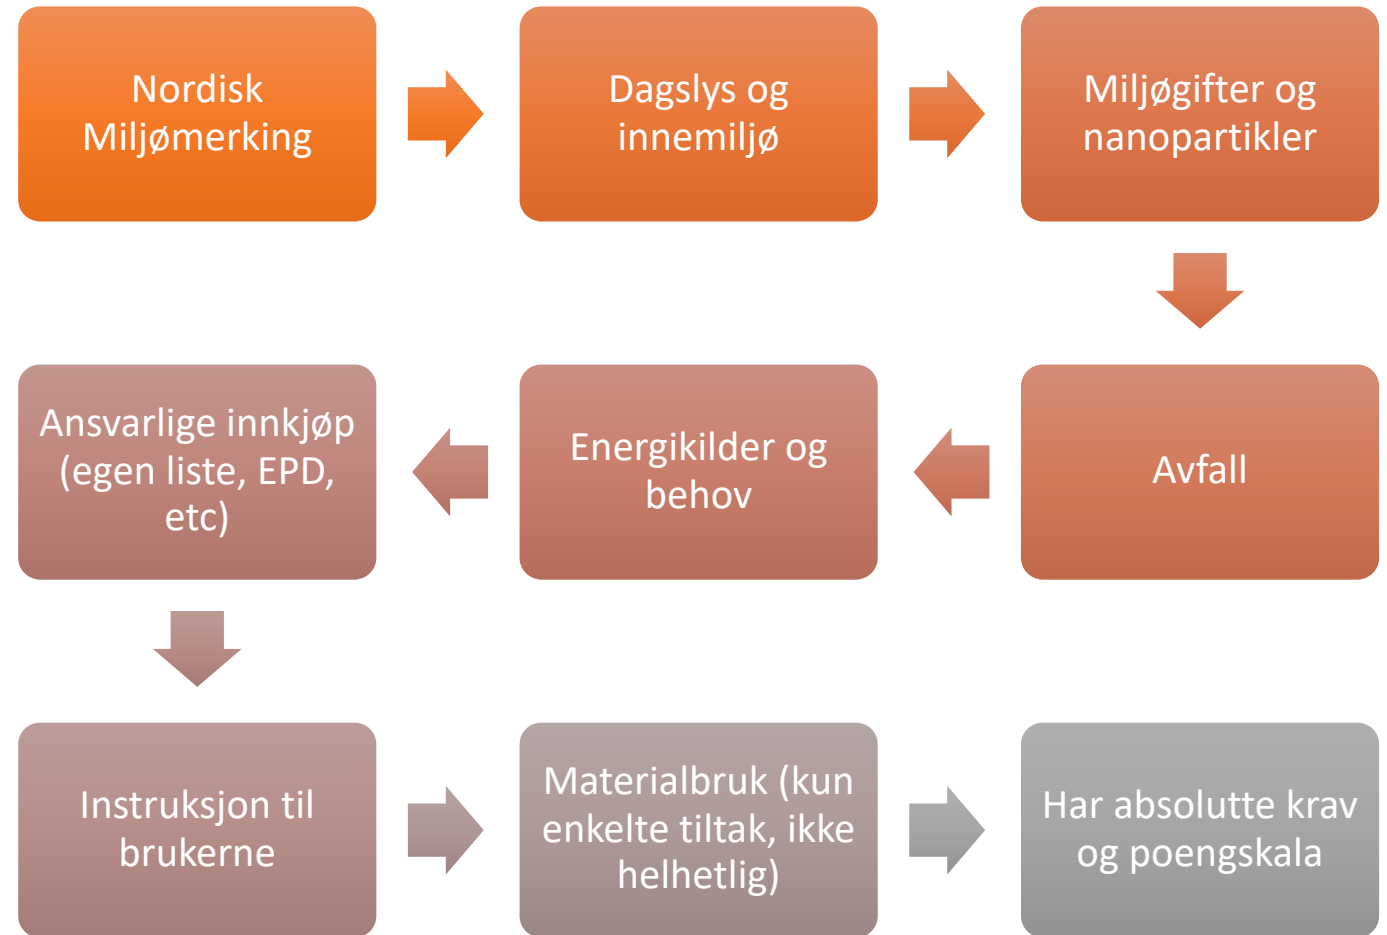 Nordisk
Miljømerking
Dagslys og
innemiljø
Miljøgifter og
nanopartikler
Avfall
Energikilder og
behov
Ansvarlige innkjøp
(egen liste, EPD,
etc)
Instruksjon til
brukerne
Materialbruk (kun
enkelte tiltak, ikke
helhetlig)
Har absolutte krav
og poengskala